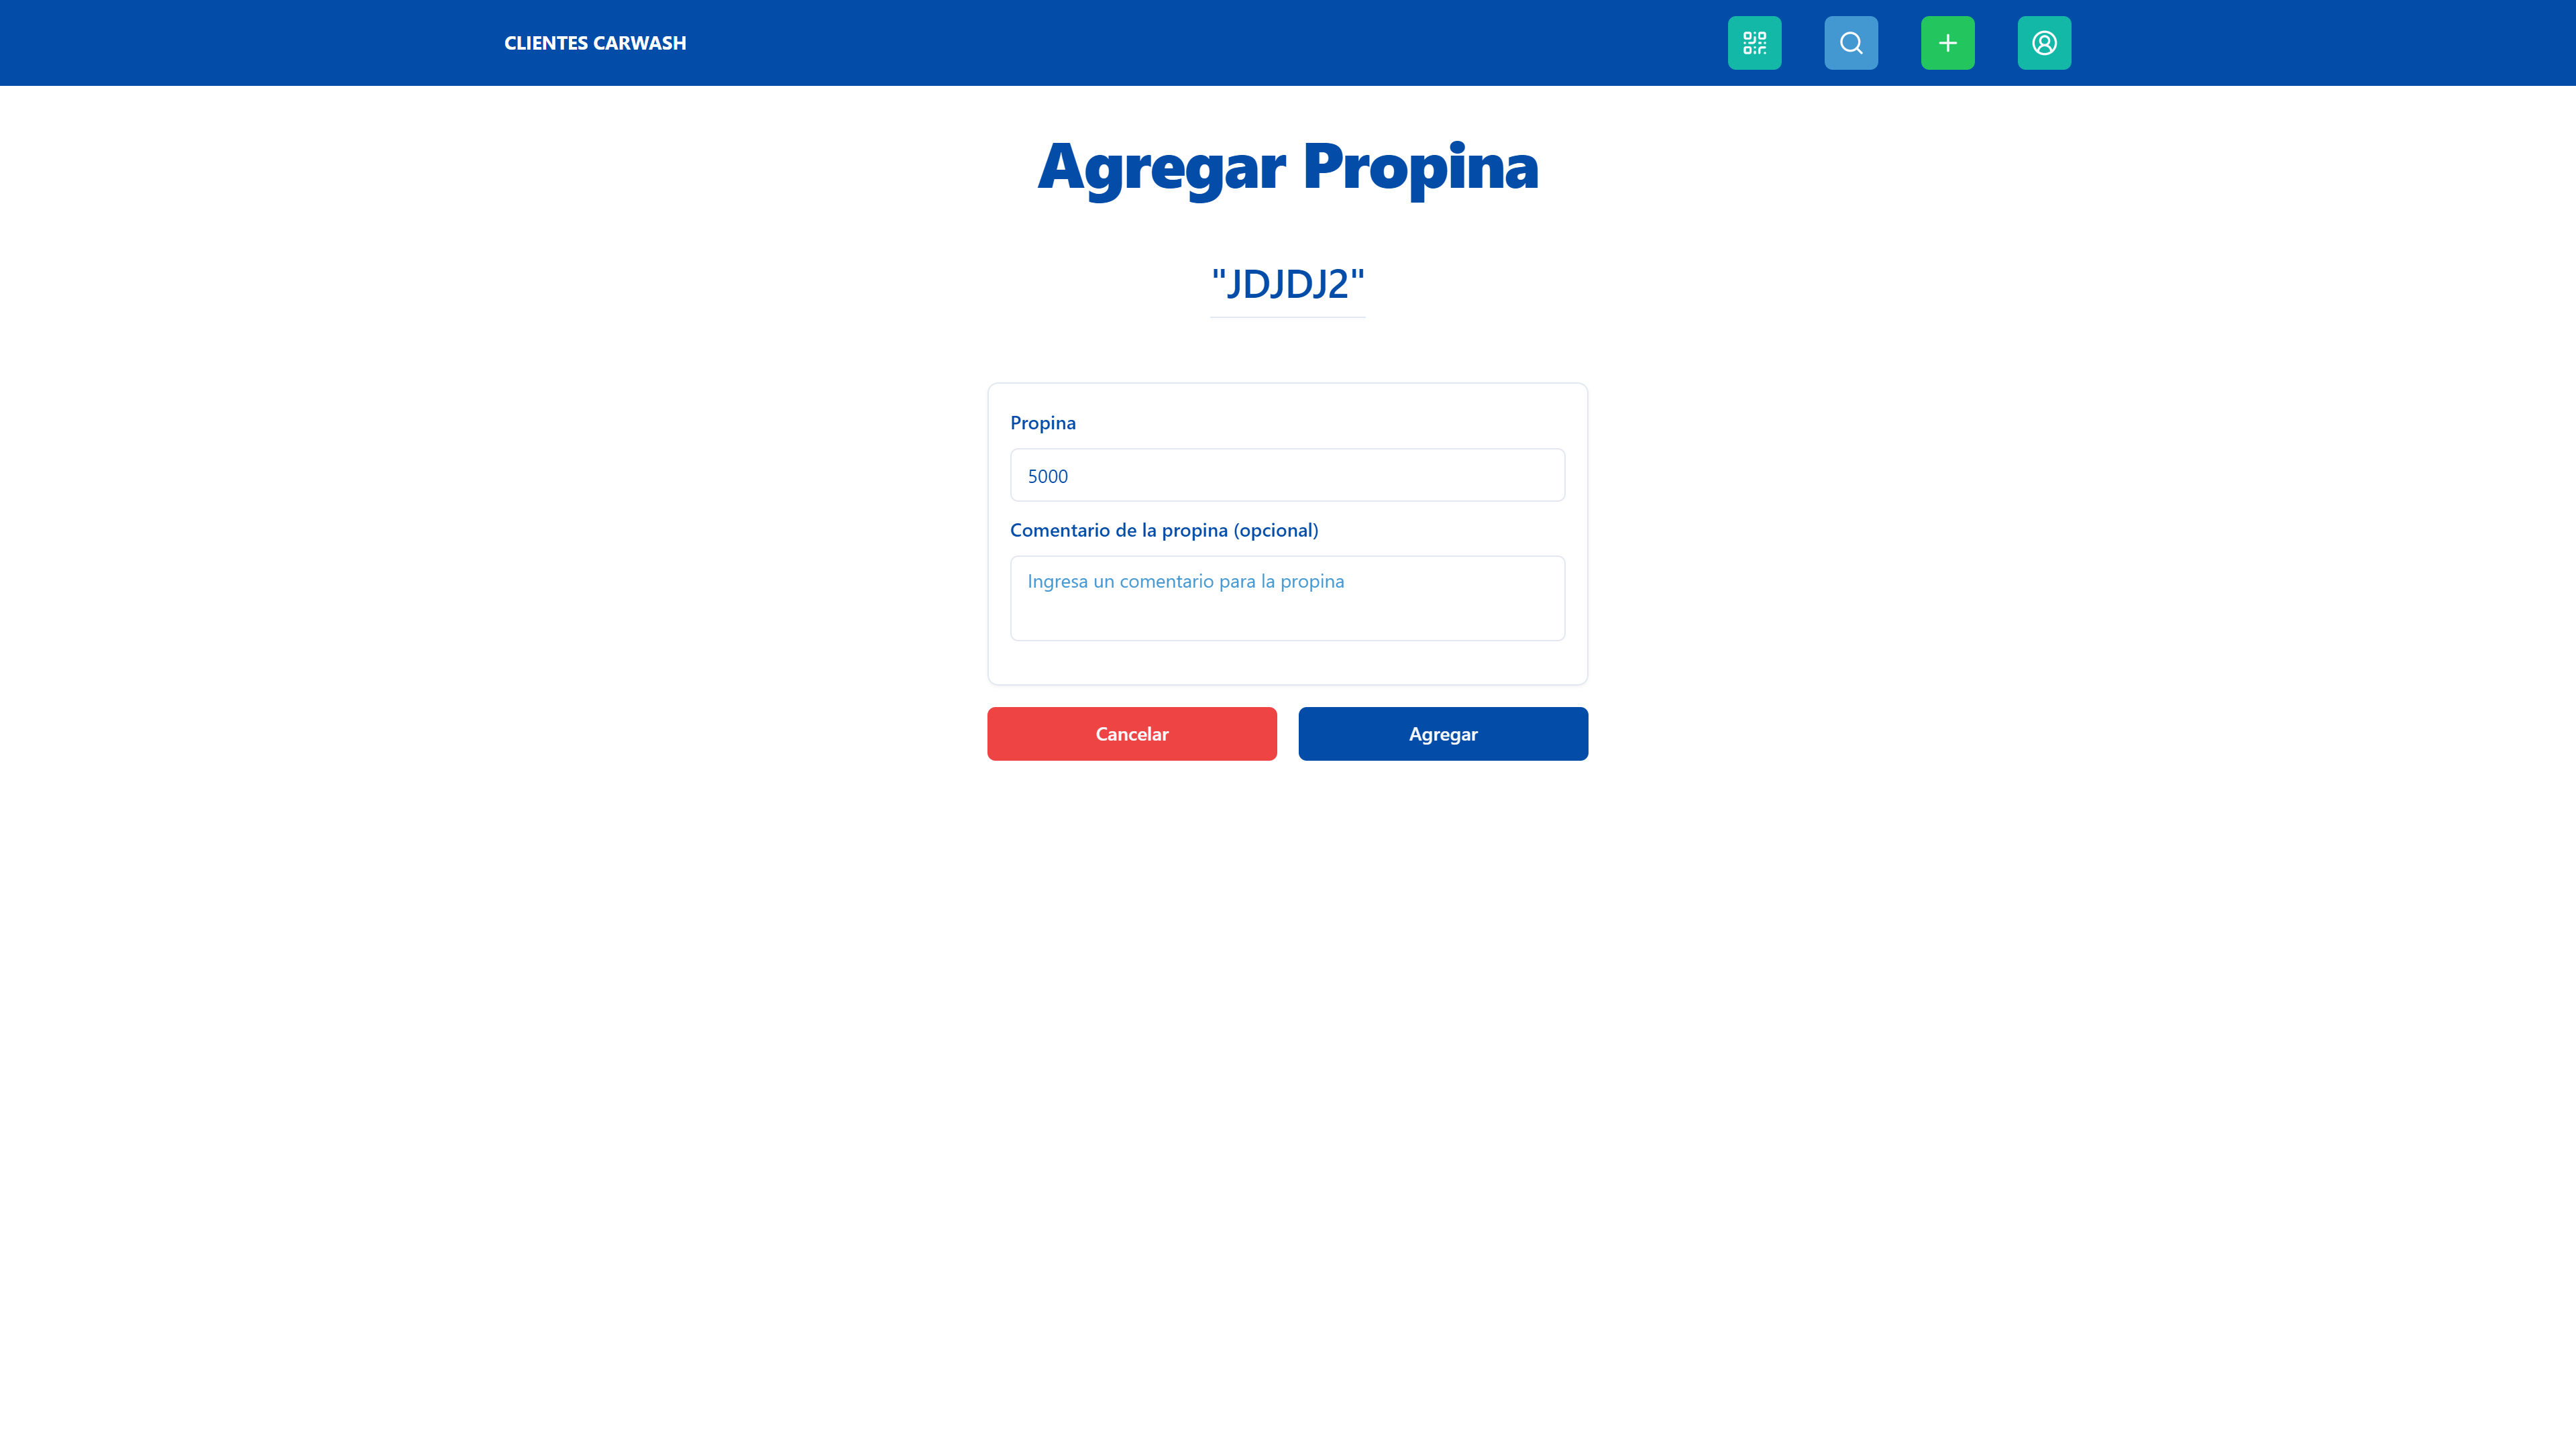 CLIENTES CARWASH
Agregar Propina
"JDJDJ2"
Propina
5000
Comentario de la propina (opcional)
Ingresa un comentario para la propina
Cancelar
Agregar